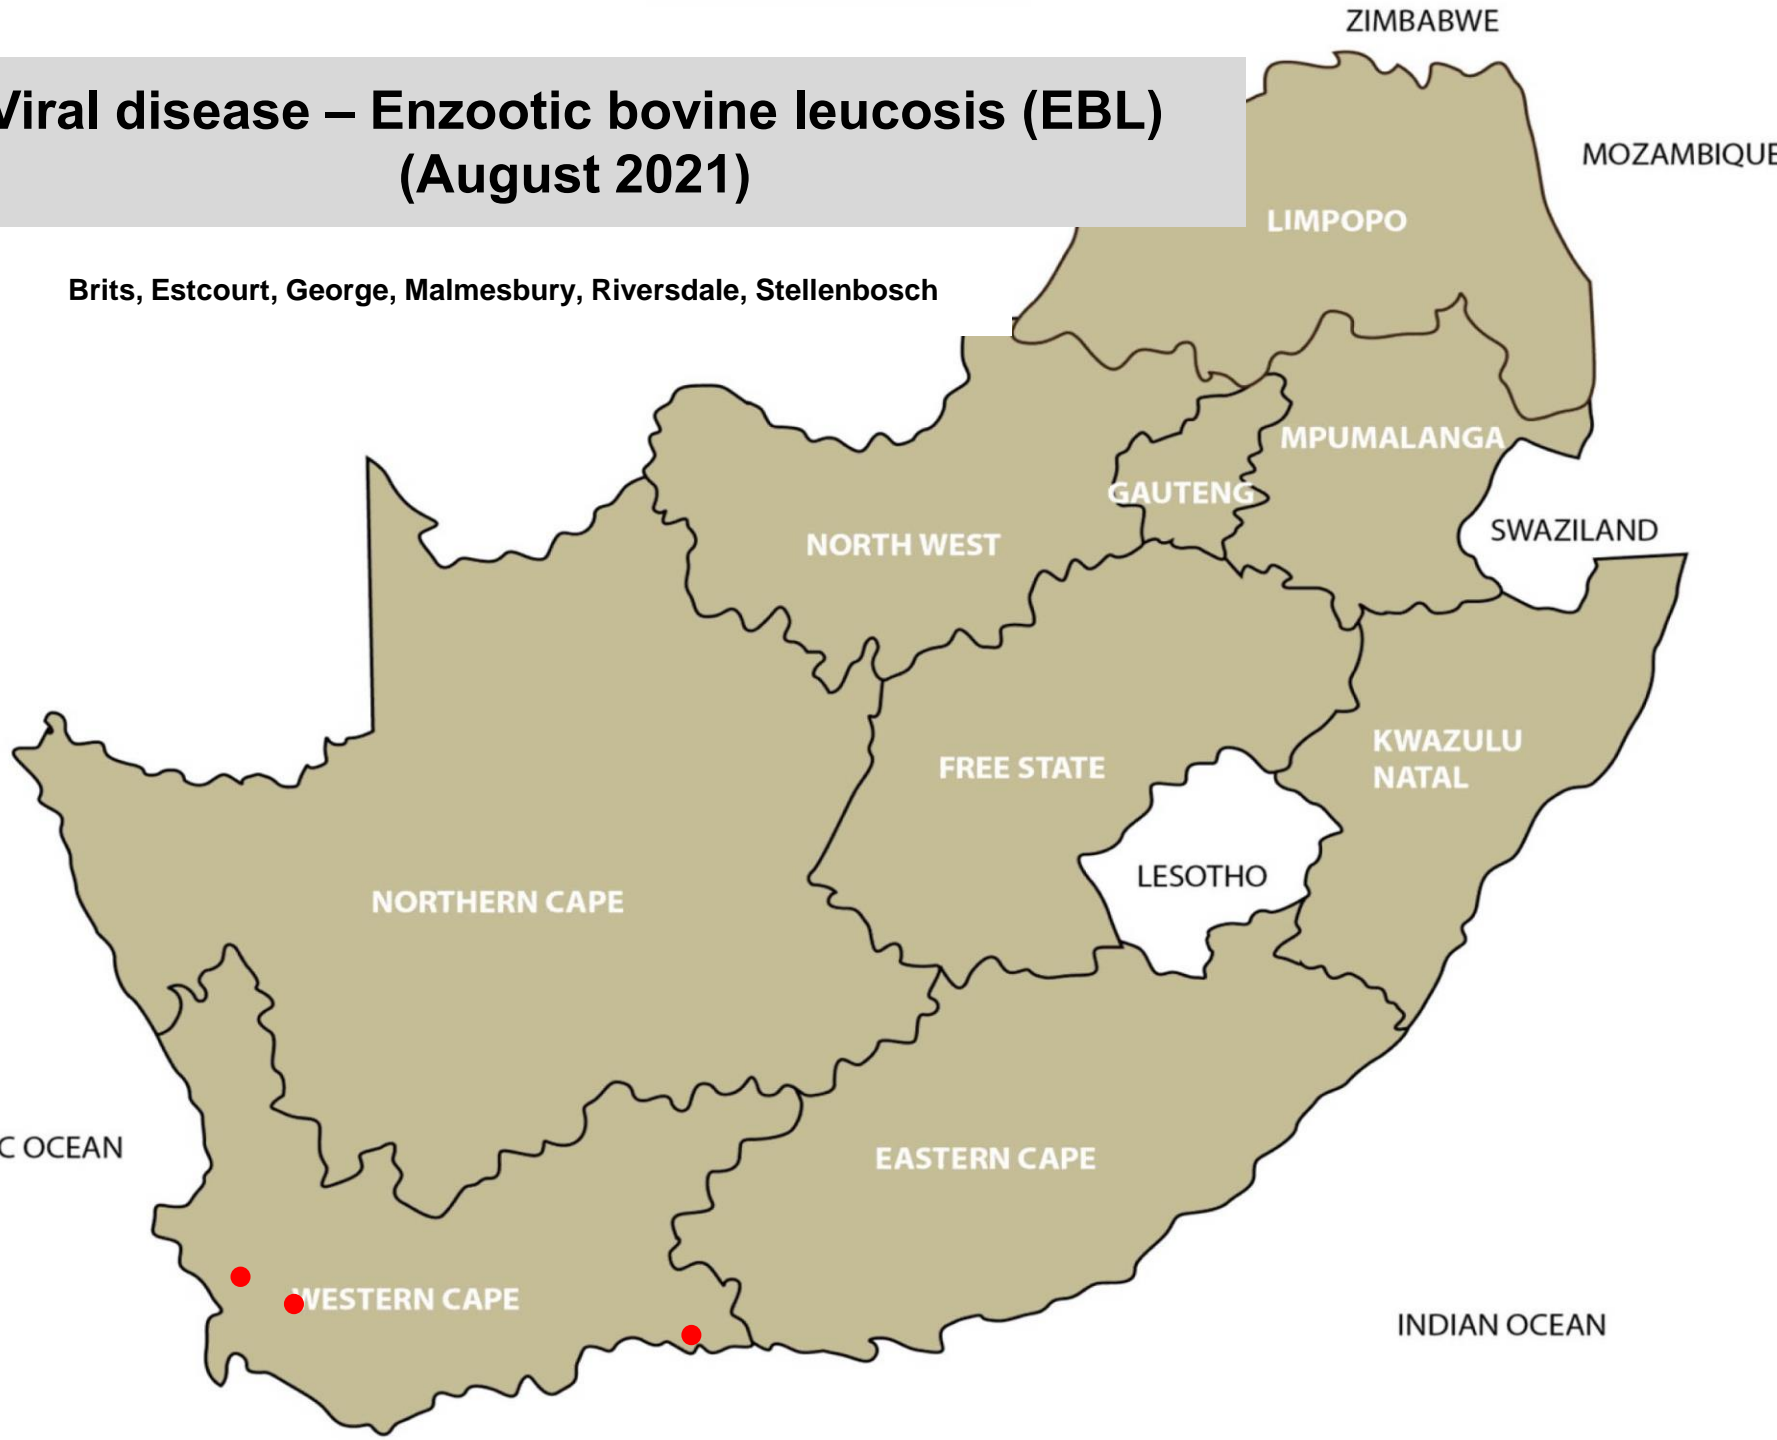 ZIMBABWE
Viral disease – Enzootic bovine leucosis (EBL)
(August 2021)
MOZAMBIQUE
LIMPOPO
Brits, Estcourt, George, Malmesbury, Riversdale, Stellenbosch
MPUMALANGA
GAUTENG
SWAZILAND
NORTH WEST
KWAZULU
NATAL
FREE STATE
LESOTHO
NORTHERN CAPE
C OCEAN
EASTERN CAPE
WESTERN CAPE
INDIAN OCEAN